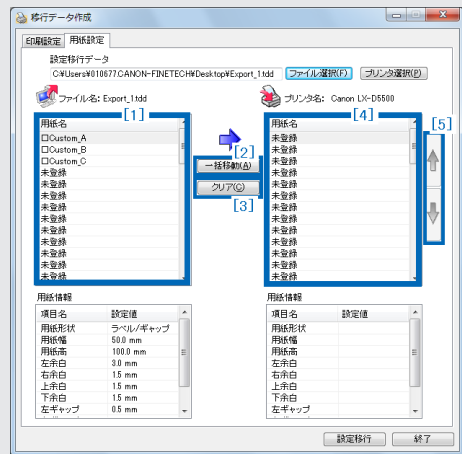 移行データ作成
印刷設定 用紙設定
設定移行データ
C:¥Users¥010677.CANON-FINETECH¥Desktop¥Export_1.tdd ファイル選択(F) プリンタ選択(P)
ファイル名: Export_1.tdd
プリンタ名: Canon LX-D5500
[1]
用紙名
□Custom_A
□Custom_B
□Custom_C
未登録
未登録
未登録
未登録
未登録
未登録
未登録
未登録
未登録
[2]
一括移動(A)
クリア(C)
[3]
[4]
用紙名
未登録
未登録
未登録
未登録
未登録
未登録
未登録
未登録
未登録
未登録
未登録
未登録
[5]
用紙情報
項目名 設定値
用紙形状 ラベル/ギャップ
用紙幅 50.0 mm
用紙高 100.0 mm
左余白 3.0 mm
右余白 1.5 mm
上余白 1.5 mm
下余白 1.5 mm
左ギャップ 0.5 mm
用紙情報
項目名 設定値
用紙形状
用紙幅
用紙高
左余白
右余白
上余白
下余白
左ギャップ
設定移行 終了